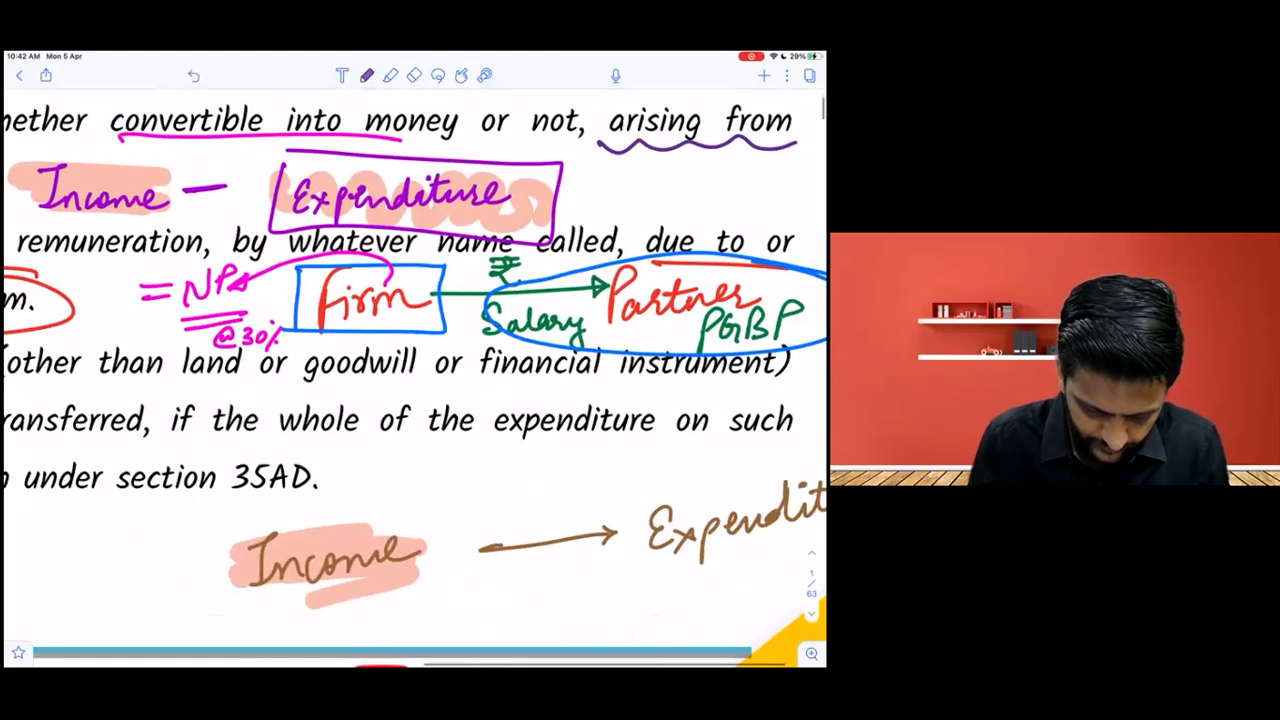 10:42 AM Mon 5 Apr
29%
convertible into money or not, arising from
Income — Expenditure
remuneration, by whatever name called, due to or
= NP Firm ₹ Partner
@30% Salary PGBP
(other than land or goodwill or financial instrument)
if the whole of the expenditure on such
under section 35AD.
Income → Expendit
1
/
63